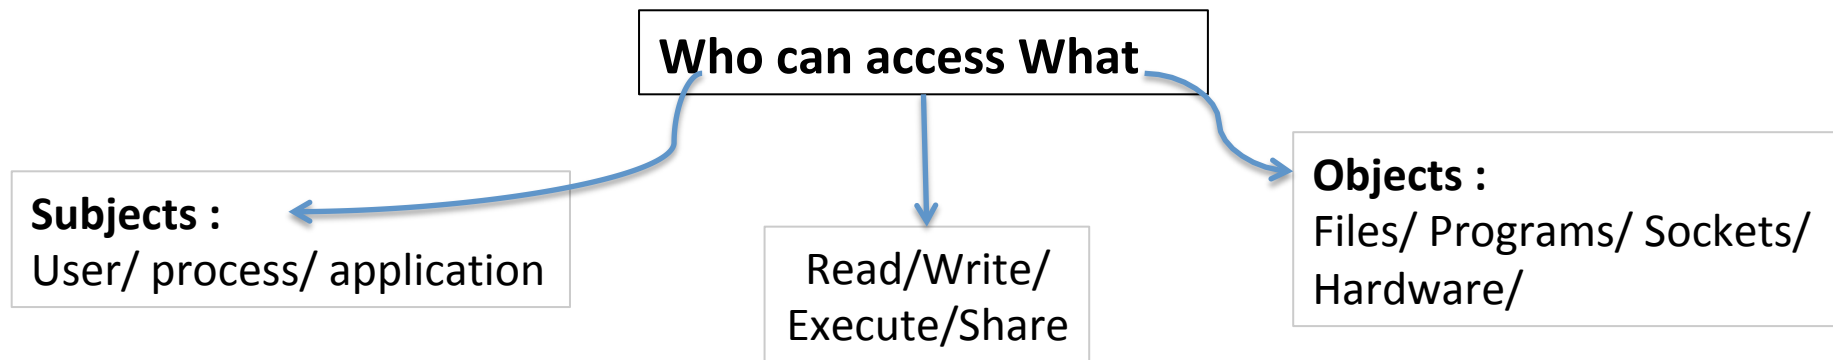 Who can access What
Subjects :
User/ process/ application
Read/Write/
Execute/Share
Objects :
Files/ Programs/ Sockets/
Hardware/